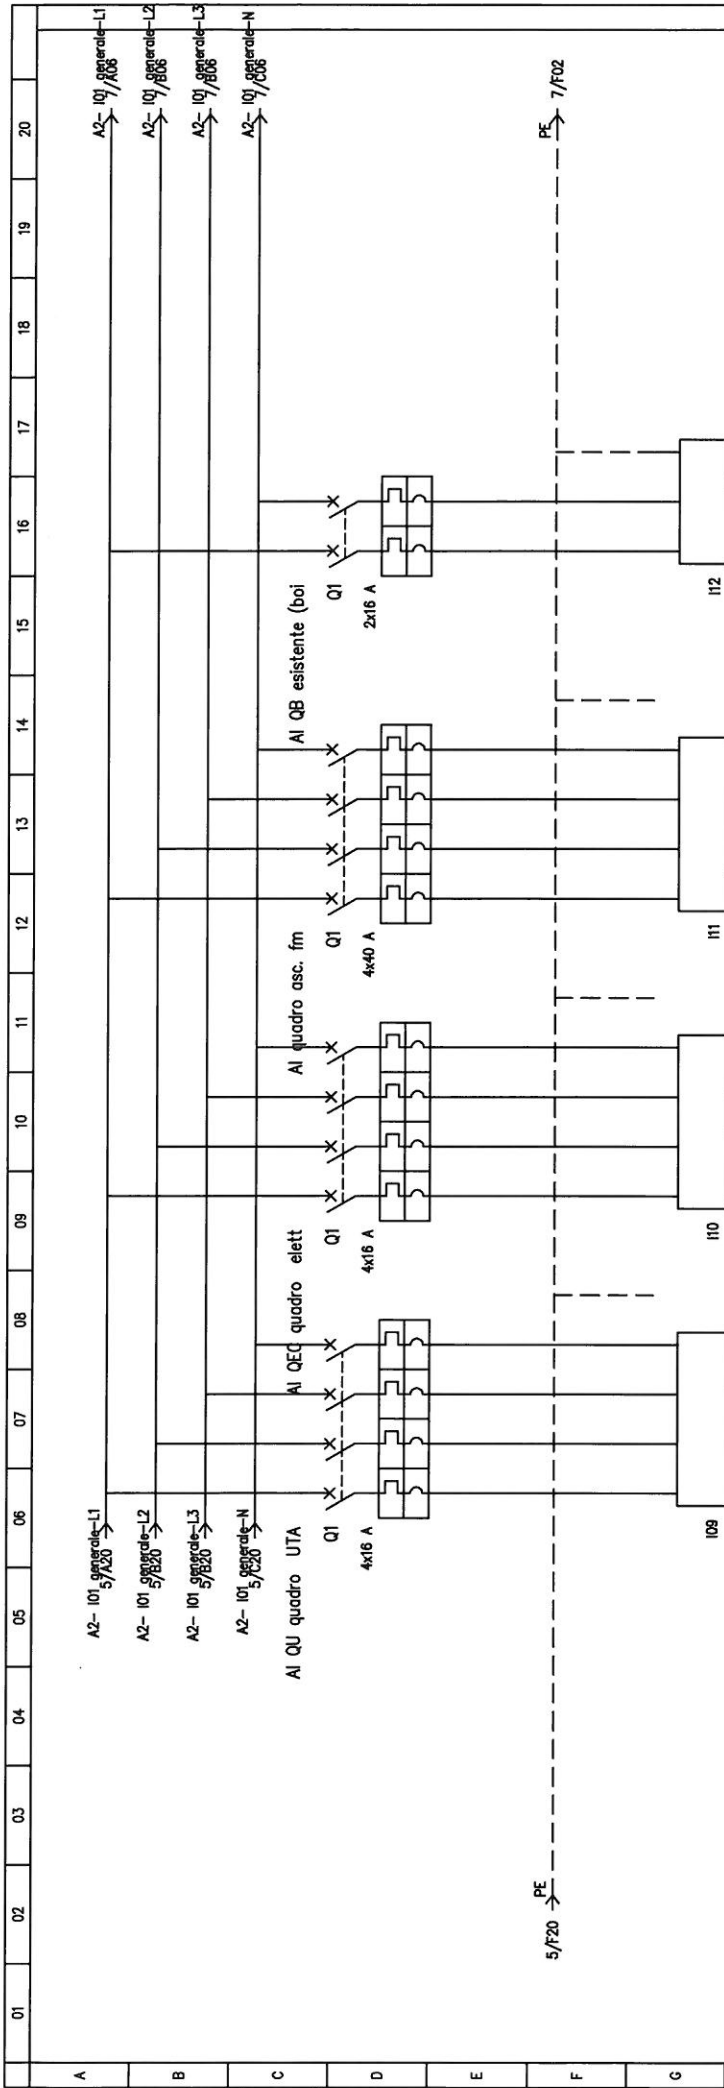 01 02 03 04 05 06 07 08 09 10 11 12 13 14 15 16 17 18 19 20
A
B
C
D
E
F
G
A2- I01 generale-L1
5/A20
A2- I01 generale-L2
5/B20
A2- I01 generale-L3
5/B20
A2- I01 generale-N
5/C20
A2- I01 generale-L1
7/A06
A2- I01 generale-L2
7/B06
A2- I01 generale-L3
7/B06
A2- I01 generale-N
7/C06
Al QU quadro UTA
Q1
4x16 A
Al QEC quadro elett
Q1
4x16 A
Al quadro asc. fm
Q1
4x40 A
Al QB esistente (boi
Q1
2x16 A
5/F20
PE
PE
7/F02
I09
I10
I11
I12